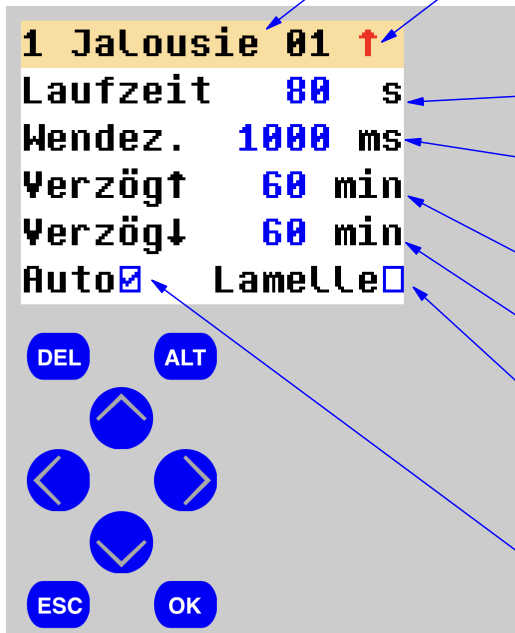 1 Jalousie 01 ↑
Laufzeit 80 s
Wendez. 1000 ms
Verzög↑ 60 min
Verzög↓ 60 min
Auto☑ Lamelle☐
DEL ALT
ESC OK